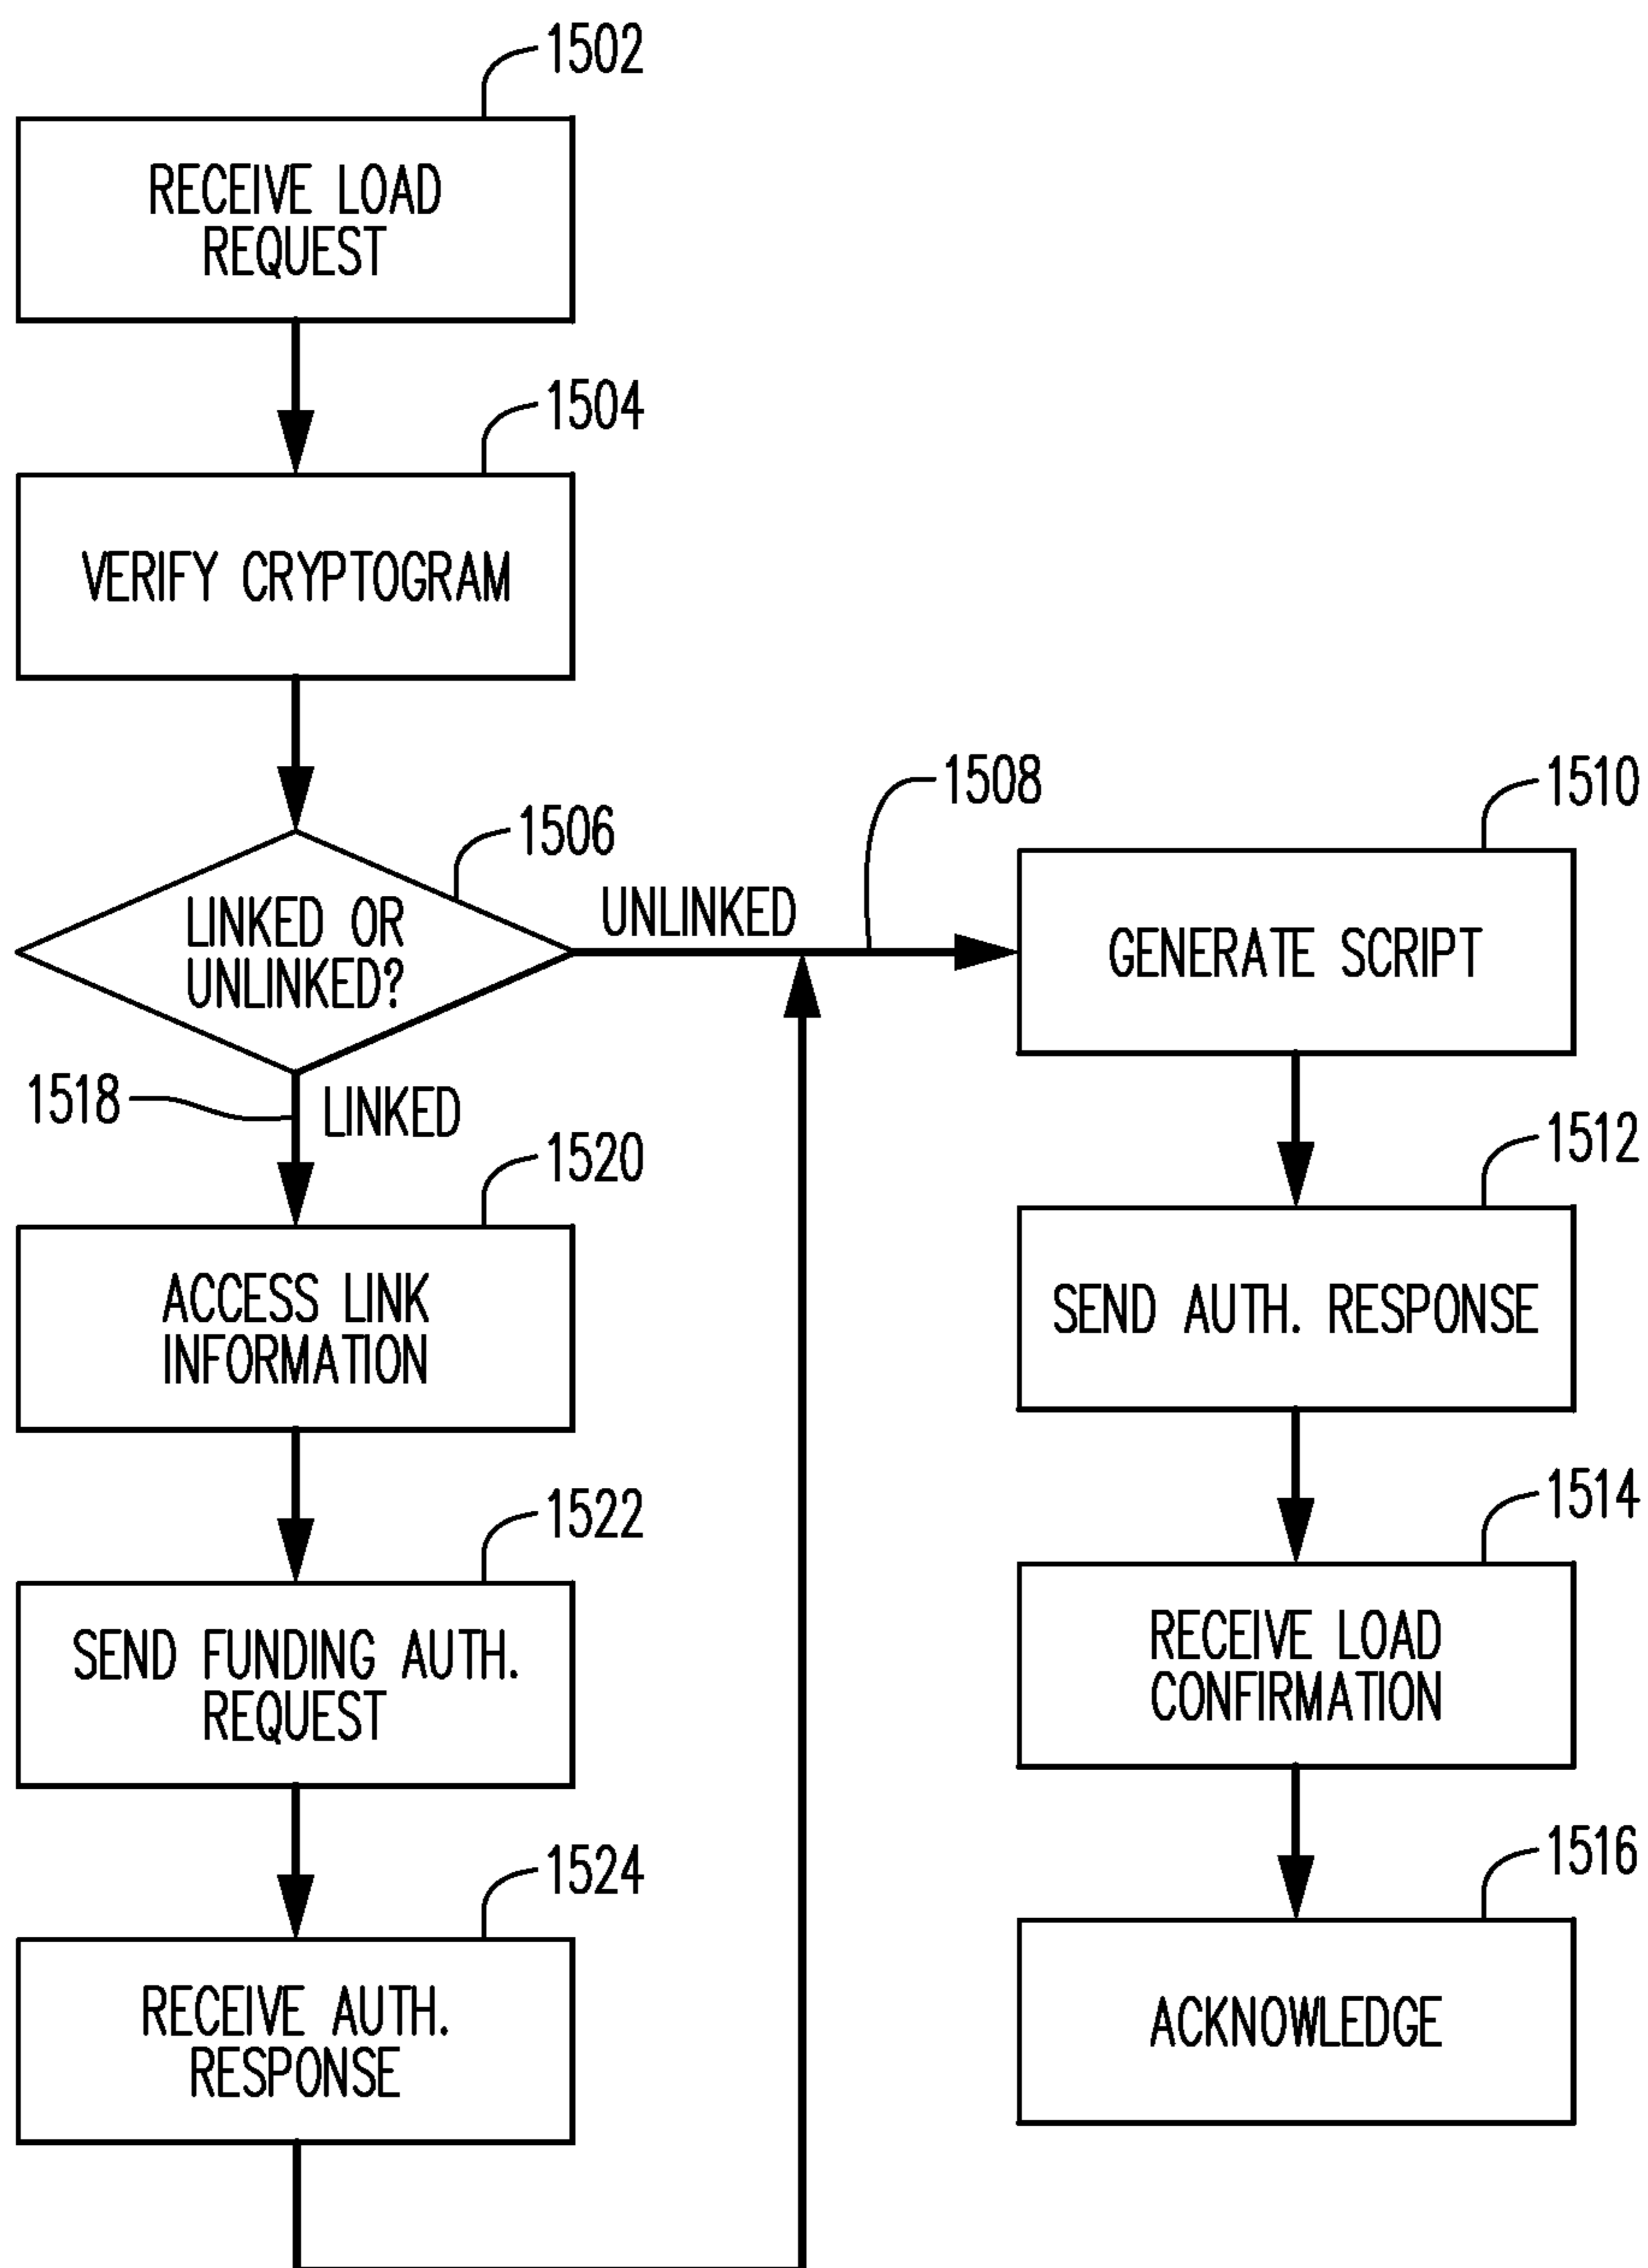 1502
RECEIVE LOAD
REQUEST
1504
VERIFY CRYPTOGRAM
1506
LINKED OR
UNLINKED?
UNLINKED
1508
1518
LINKED
1520
ACCESS LINK
INFORMATION
1522
SEND FUNDING AUTH.
REQUEST
1524
RECEIVE AUTH.
RESPONSE
1510
GENERATE SCRIPT
1512
SEND AUTH. RESPONSE
1514
RECEIVE LOAD
CONFIRMATION
1516
ACKNOWLEDGE